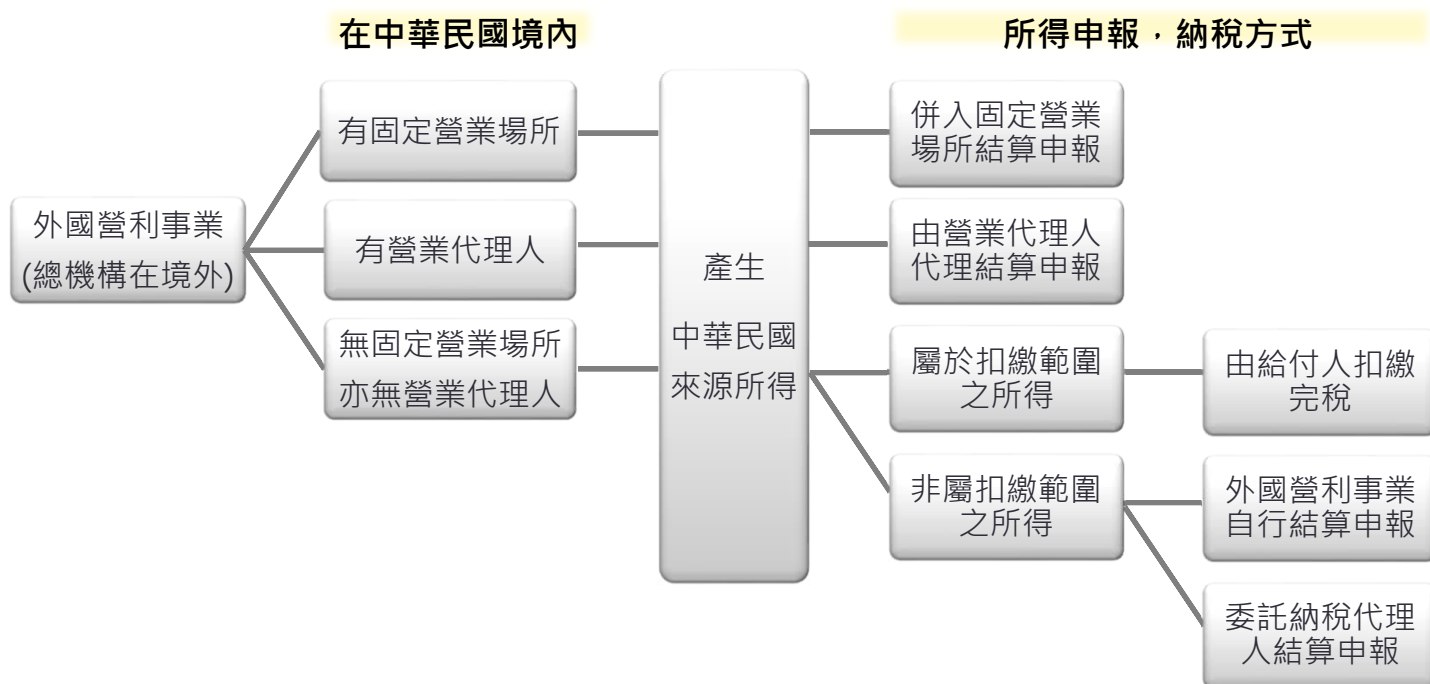 在中華民國境內
所得申報，納稅方式
外國營利事業
(總機構在境外)
有固定營業場所
有營業代理人
無固定營業場所
亦無營業代理人
產生
中華民國
來源所得
併入固定營業
場所結算申報
由營業代理人
代理結算申報
屬於扣繳範圍
之所得
由給付人扣繳
完稅
非屬扣繳範圍
之所得
外國營利事業
自行結算申報
委託納稅代理
人結算申報